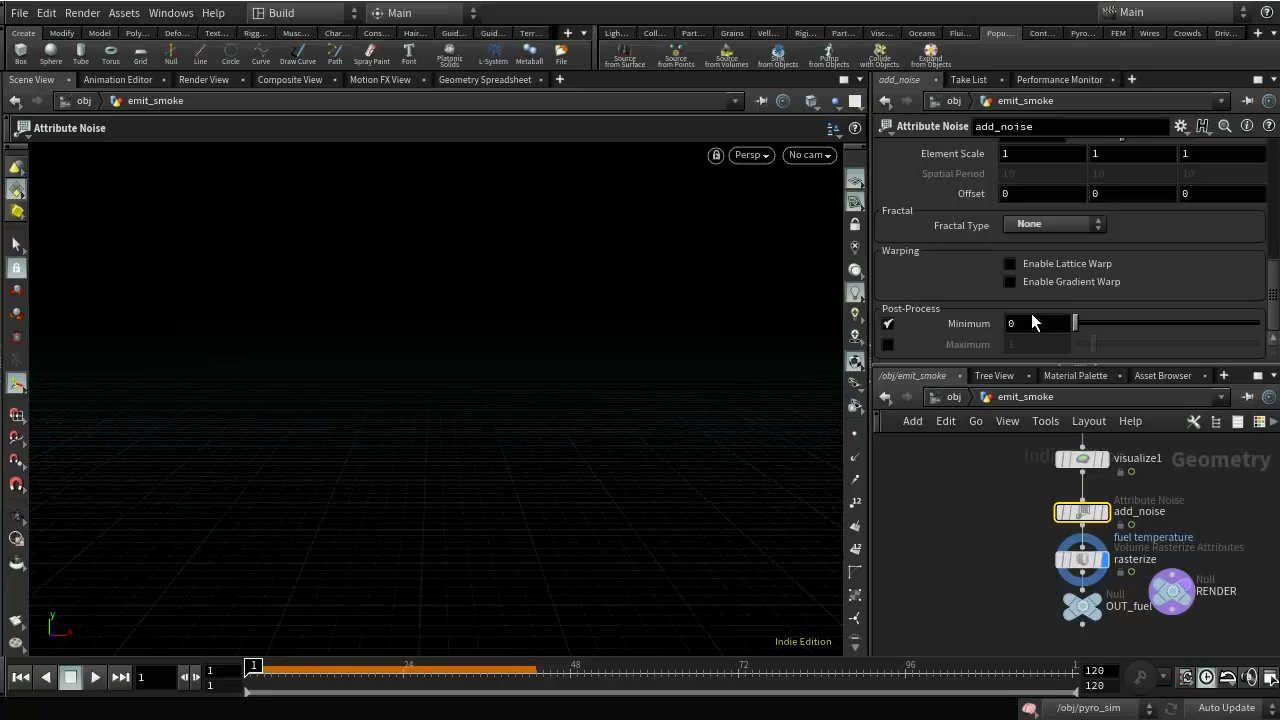 File Edit Render Assets Windows Help Build Main Main
Create Modify Model Poly... Defo... Text... Rigg... Musc... Char... Cons... Hair... Guid... Guid... Terr... Ligh... Coll... Part... Grains Vell... Rigi... Part... Visc... Oceans Flui... Popu... Cont... Pyro... FEM Wires Crowds Driv...
Box Sphere Tube Torus Grid Null Line Circle Curve Draw Curve Path Spray Paint Font Platonic Solids L-System Metaball File Source from Surface Source from Points Source from Volumes Sink from Objects Pump from Objects Collide with Objects Expand from Objects
Scene View Animation Editor Render View Composite View Motion FX View Geometry Spreadsheet add_noise Take List Performance Monitor
obj emit_smoke obj emit_smoke
Attribute Noise Attribute Noise add_noise
Persp No cam
Element Scale 1 1 1
Spatial Period 10 10 10
Offset 0 0 0
Fractal
Fractal Type None
Warping
Enable Lattice Warp
Enable Gradient Warp
Post-Process
Minimum 0
Maximum 1
/obj/emit_smoke Tree View Material Palette Asset Browser
obj emit_smoke
Add Edit Go View Tools Layout Help
Geometry
visualize1
Attribute Noise
add_noise
fuel temperature
Volume Rasterize Attributes
rasterize
Null
RENDER
Null
OUT_fuel
y
x
Indie Edition
1 1 1 1 24 48 72 96 1 120
120
/obj/pyro_sim Auto Update